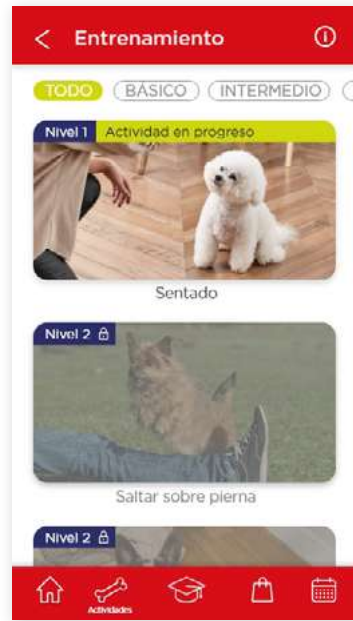 Entrenamiento
TODO BÁSICO INTERMEDIO
Nivel 1 Actividad en progreso
Sentado
Nivel 2
Saltar sobre pierna
Nivel 2
Actividades